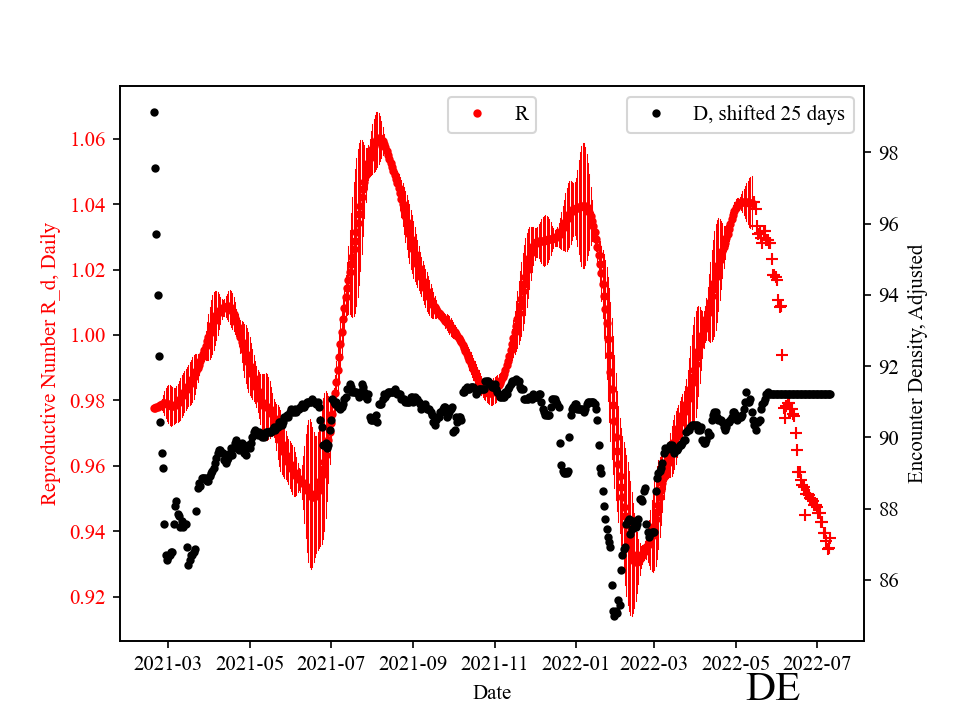 R
D, shifted 25 days
1.06
1.04
1.02
1.00
0.98
0.96
0.94
0.92
Reproductive Number R_d, Daily
98
96
94
92
90
88
86
Encounter Density, Adjusted
2021-03 2021-05 2021-07 2021-09 2021-11 2022-01 2022-03 2022-05 2022-07
Date
DE